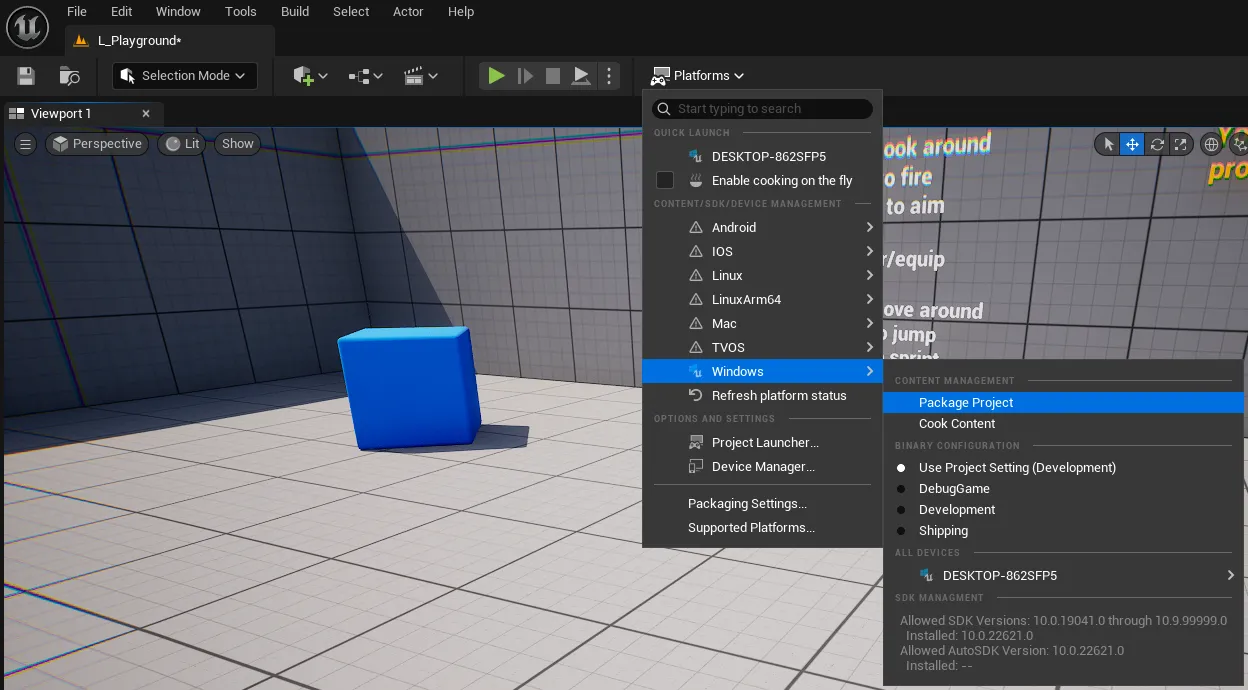 File Edit Window Tools Build Select Actor Help
L_Playground*
Selection Mode
Platforms
Viewport 1
Perspective Lit Show
Start typing to search
QUICK LAUNCH
DESKTOP-862SFP5
Enable cooking on the fly
CONTENT/SDK/DEVICE MANAGEMENT
Android
IOS
Linux
LinuxArm64
Mac
TVOS
Windows
Refresh platform status
OPTIONS AND SETTINGS
Project Launcher...
Device Manager...
Packaging Settings...
Supported Platforms...
ook around
o fire
to aim
r/equip
ove around
jump
sprint
pro
CONTENT MANAGEMENT
Package Project
Cook Content
BINARY CONFIGURATION
Use Project Setting (Development)
DebugGame
Development
Shipping
ALL DEVICES
DESKTOP-862SFP5
SDK MANAGMENT
Allowed SDK Versions: 10.0.19041.0 through 10.9.99999.0
Installed: 10.0.22621.0
Allowed AutoSDK Version: 10.0.22621.0
Installed: --